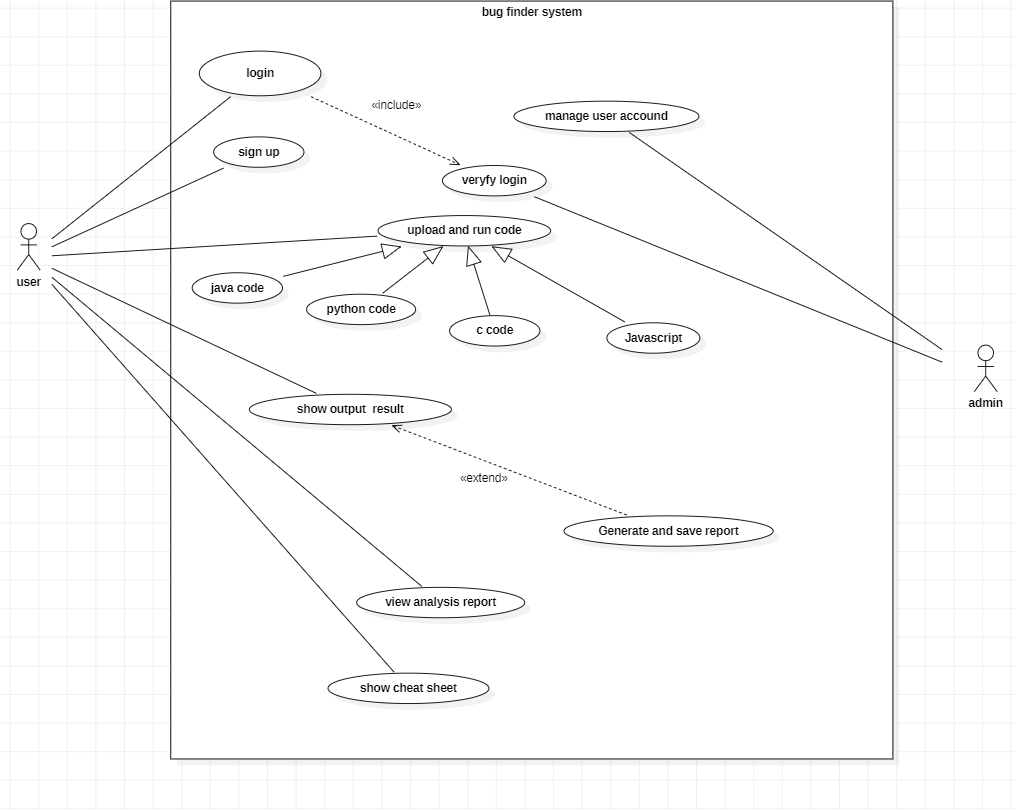 bug finder system
login
«include»
manage user accound
sign up
veryfy login
upload and run code
user
java code
python code
c code
Javascript
admin
show output  result
«extend»
Generate and save report
view analysis report
show cheat sheet